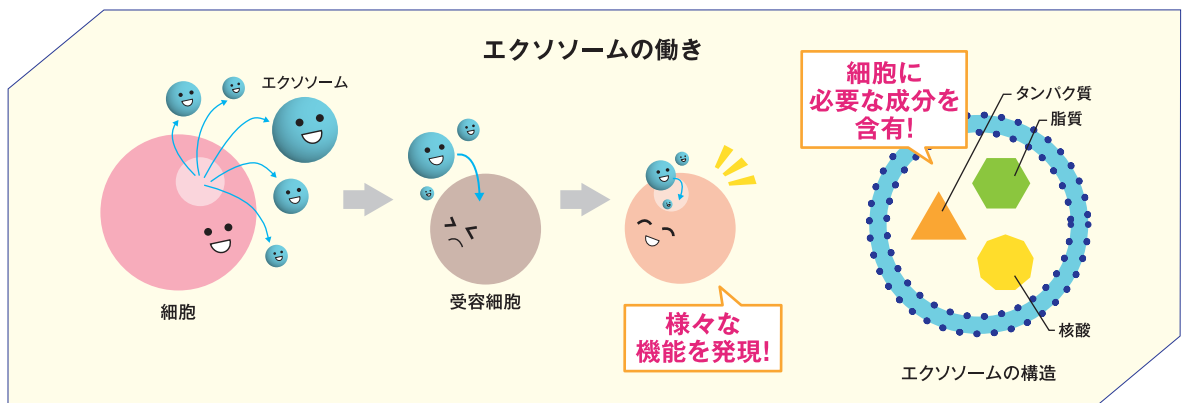 エクソソームの働き
エクソソーム
細胞
受容細胞
様々な
機能を発現!
細胞に
必要な成分を
含有!
タンパク質
脂質
核酸
エクソソームの構造